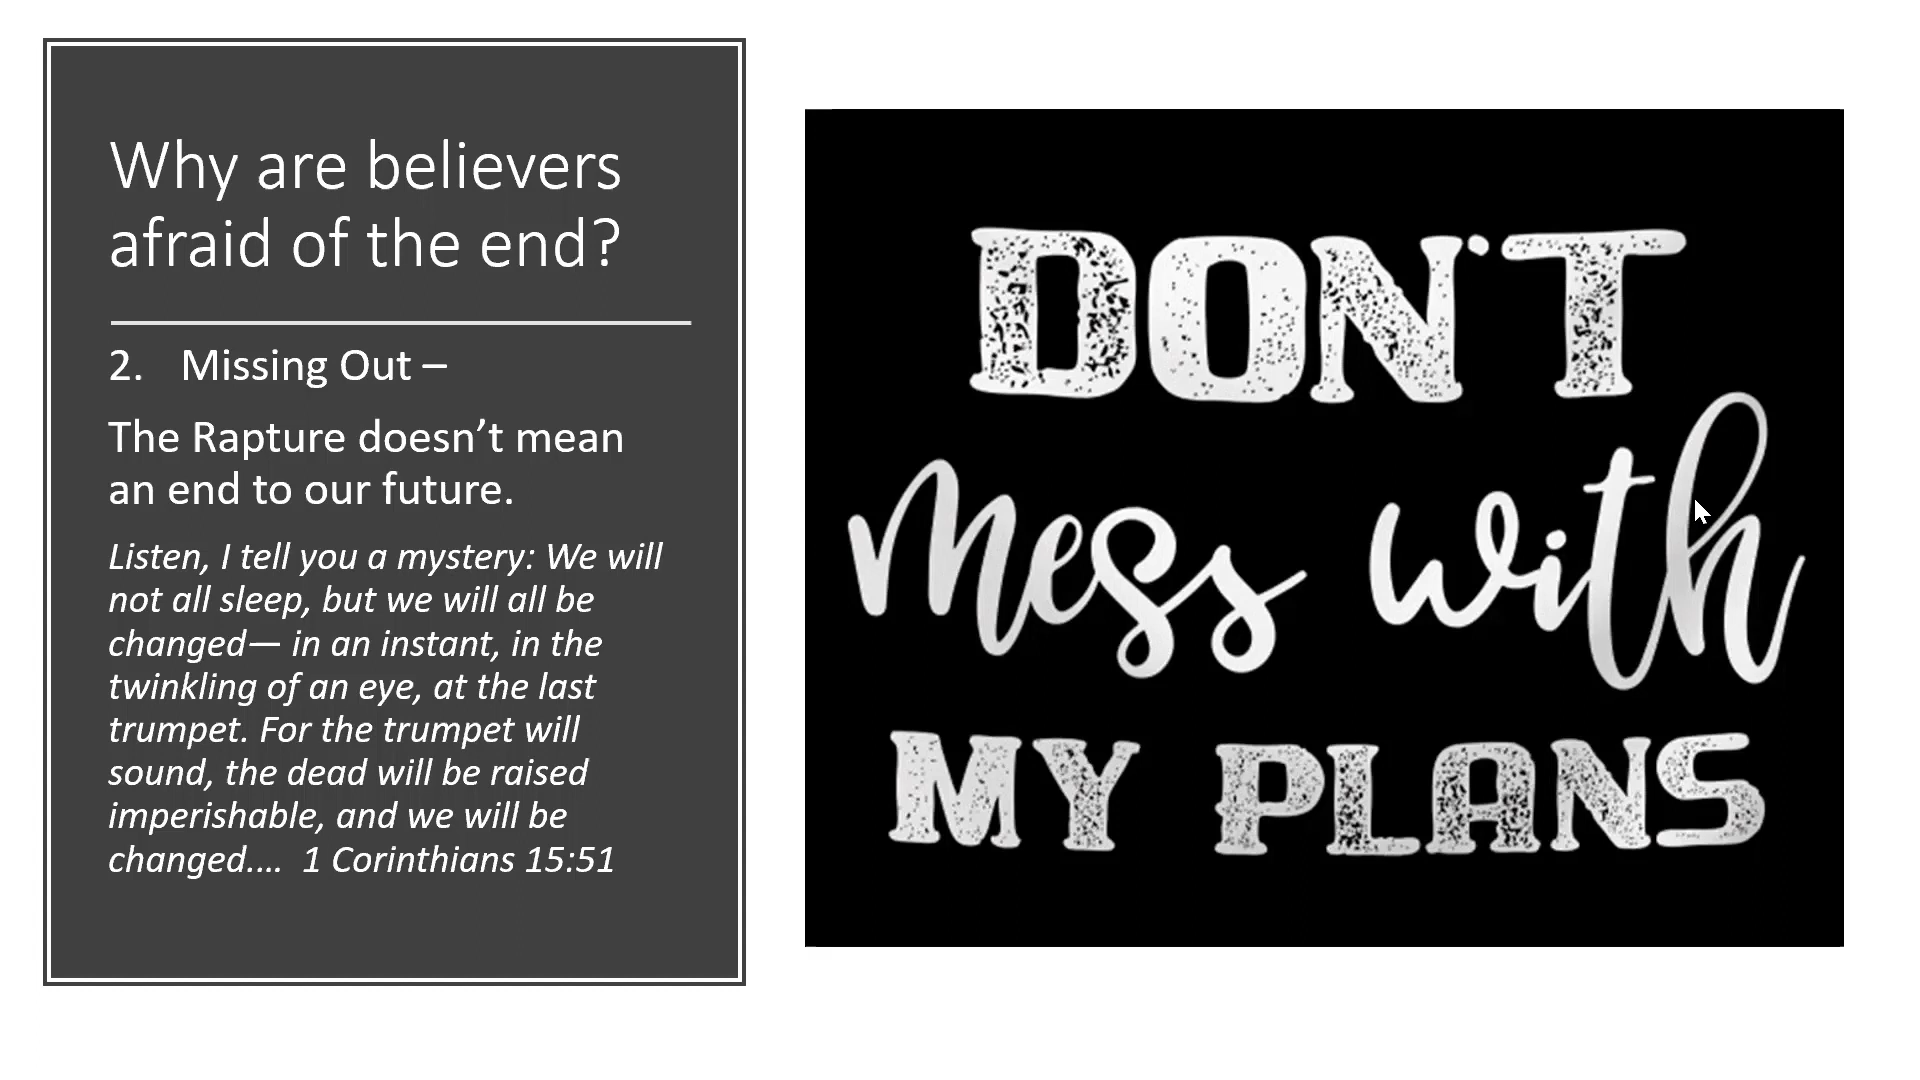 Why are believers
afraid of the end?
2. Missing Out –
The Rapture doesn’t mean
an end to our future.
Listen, I tell you a mystery: We will
not all sleep, but we will all be
changed— in an instant, in the
twinkling of an eye, at the last
trumpet. For the trumpet will
sound, the dead will be raised
imperishable, and we will be
changed.... 1 Corinthians 15:51
DON'T
mess with
MY PLANS